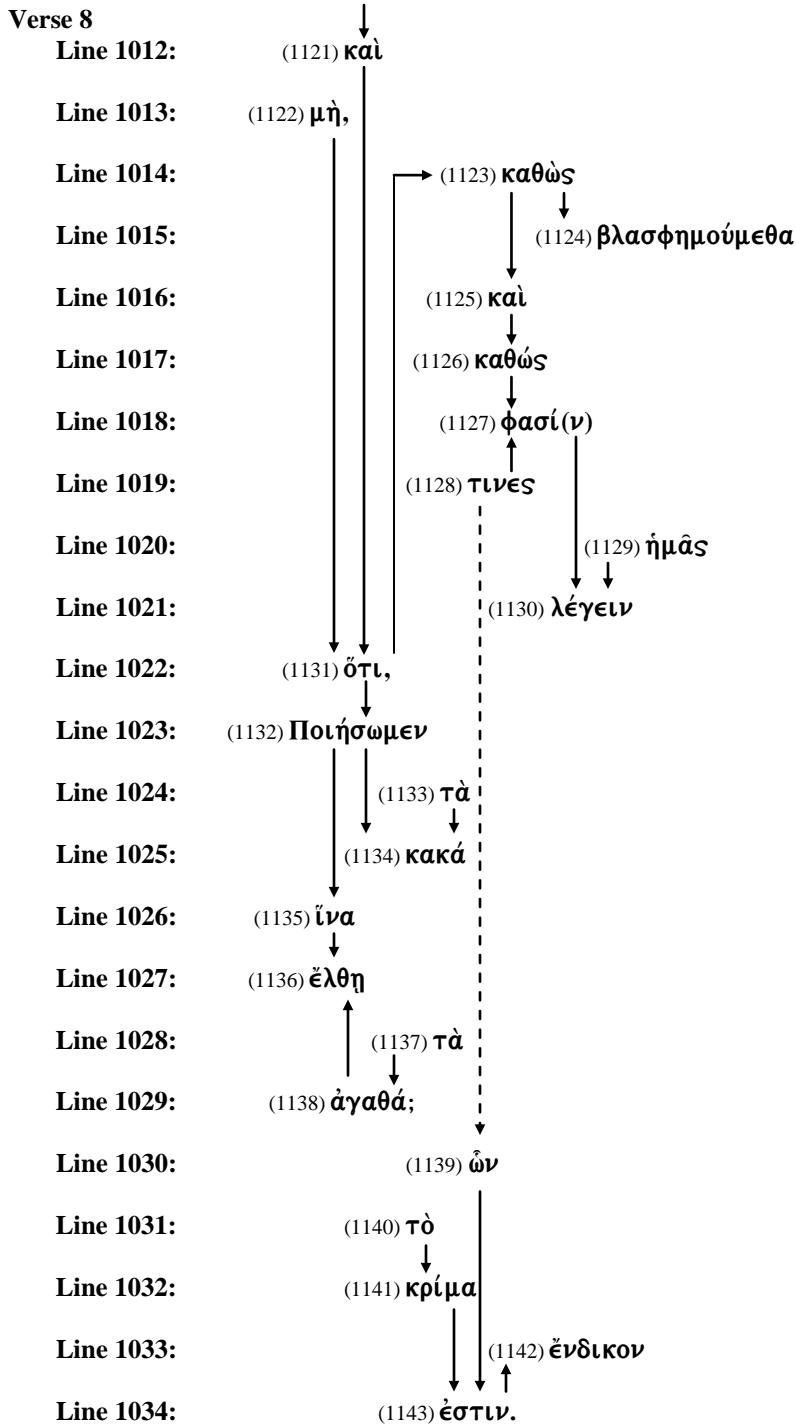 Verse 8
Line 1012: (1121) καὶ
Line 1013: (1122) μὴ,
Line 1014: (1123) καθὼς
Line 1015: (1124) βλασφημούμεθα
Line 1016: (1125) καὶ
Line 1017: (1126) καθώς
Line 1018: (1127) φασί(ν)
Line 1019: (1128) τινες
Line 1020: (1129) ἡμᾶς
Line 1021: (1130) λέγειν
Line 1022: (1131) ὅτι,
Line 1023: (1132) Ποιήσωμεν
Line 1024: (1133) τὰ
Line 1025: (1134) κακά
Line 1026: (1135) ἵνα
Line 1027: (1136) ἔλθῃ
Line 1028: (1137) τὰ
Line 1029: (1138) ἀγαθά;
Line 1030: (1139) ὧν
Line 1031: (1140) τὸ
Line 1032: (1141) κρίμα
Line 1033: (1142) ἔνδικον
Line 1034: (1143) ἐστιν.